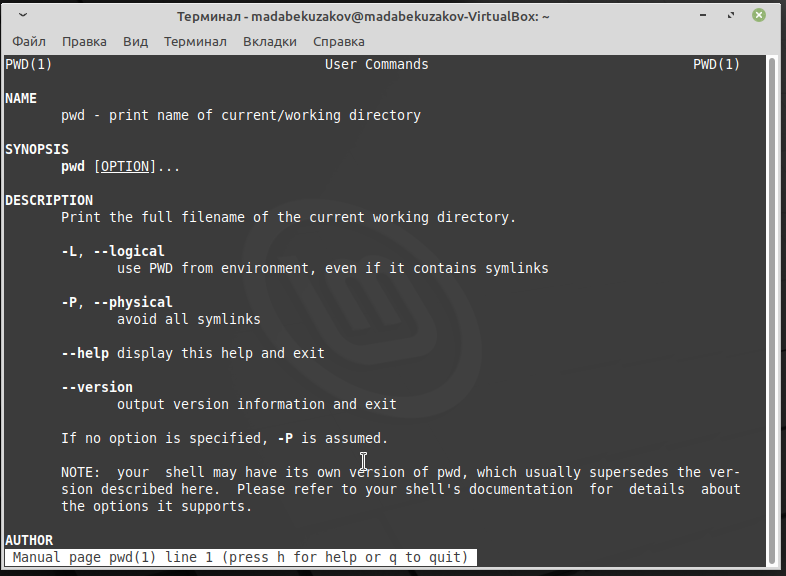 Терминал - madabekuzakov@madabekuzakov-VirtualBox: ~
Файл Правка Вид Терминал Вкладки Справка
PWD(1) User Commands PWD(1)
NAME
pwd - print name of current/working directory
SYNOPSIS
pwd [OPTION]...
DESCRIPTION
Print the full filename of the current working directory.
-L, --logical
use PWD from environment, even if it contains symlinks
-P, --physical
avoid all symlinks
--help display this help and exit
--version
output version information and exit
If no option is specified, -P is assumed.
NOTE: your shell may have its own version of pwd, which usually supersedes the ver-
sion described here. Please refer to your shell's documentation for details about
the options it supports.
AUTHOR
Manual page pwd(1) line 1 (press h for help or q to quit)